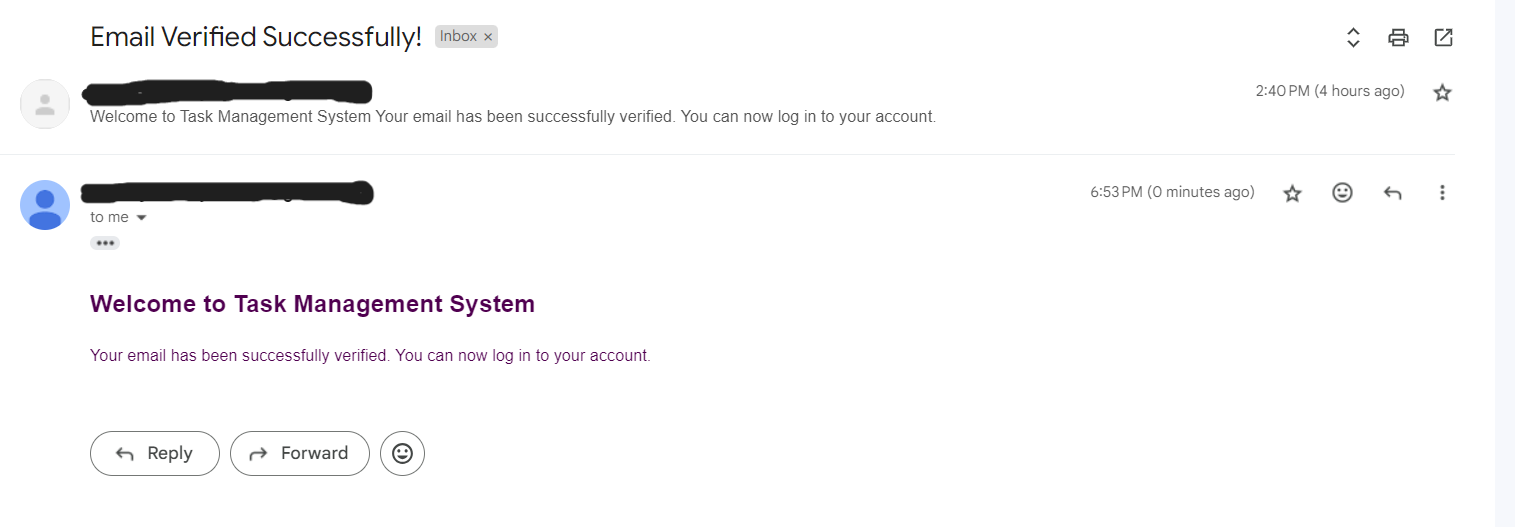 Email Verified Successfully! Inbox ×
2:40 PM (4 hours ago)
Welcome to Task Management System Your email has been successfully verified. You can now log in to your account.
6:53 PM (0 minutes ago)
to me
Welcome to Task Management System
Your email has been successfully verified. You can now log in to your account.
Reply Forward